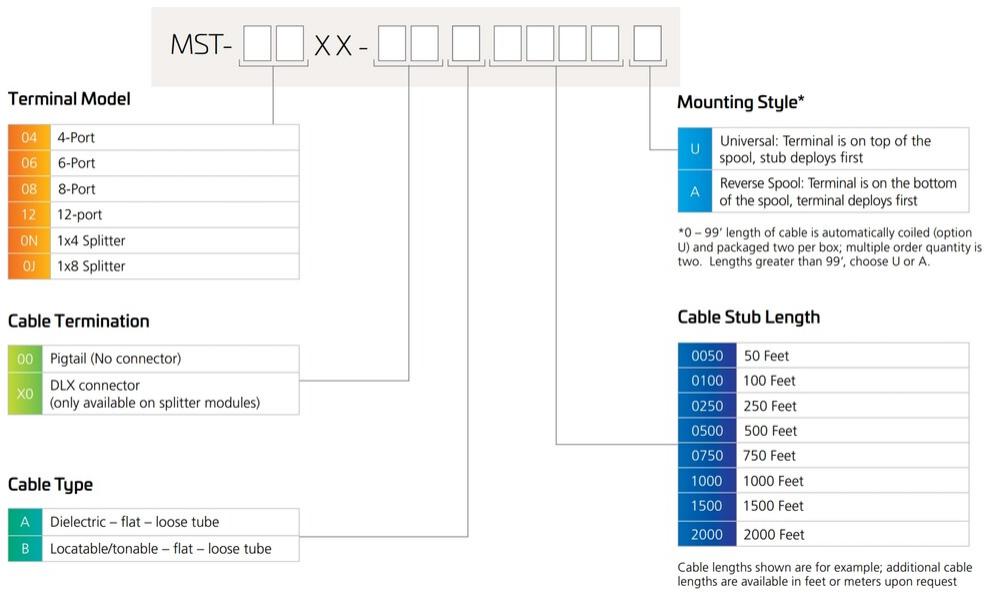 MST- XX -
Terminal Model
04 4-Port
06 6-Port
08 8-Port
12 12-port
0N 1x4 Splitter
0J 1x8 Splitter
Cable Termination
00 Pigtail (No connector)
X0 DLX connector
(only available on splitter modules)
Cable Type
A Dielectric – flat – loose tube
B Locatable/tonable – flat – loose tube
Mounting Style*
U Universal: Terminal is on top of the
spool, stub deploys first
A Reverse Spool: Terminal is on the bottom
of the spool, terminal deploys first
*0 – 99’ length of cable is automatically coiled (option
U) and packaged two per box; multiple order quantity is
two. Lengths greater than 99’, choose U or A.
Cable Stub Length
0050 50 Feet
0100 100 Feet
0250 250 Feet
0500 500 Feet
0750 750 Feet
1000 1000 Feet
1500 1500 Feet
2000 2000 Feet
Cable lengths shown are for example; additional cable
lengths are available in feet or meters upon request